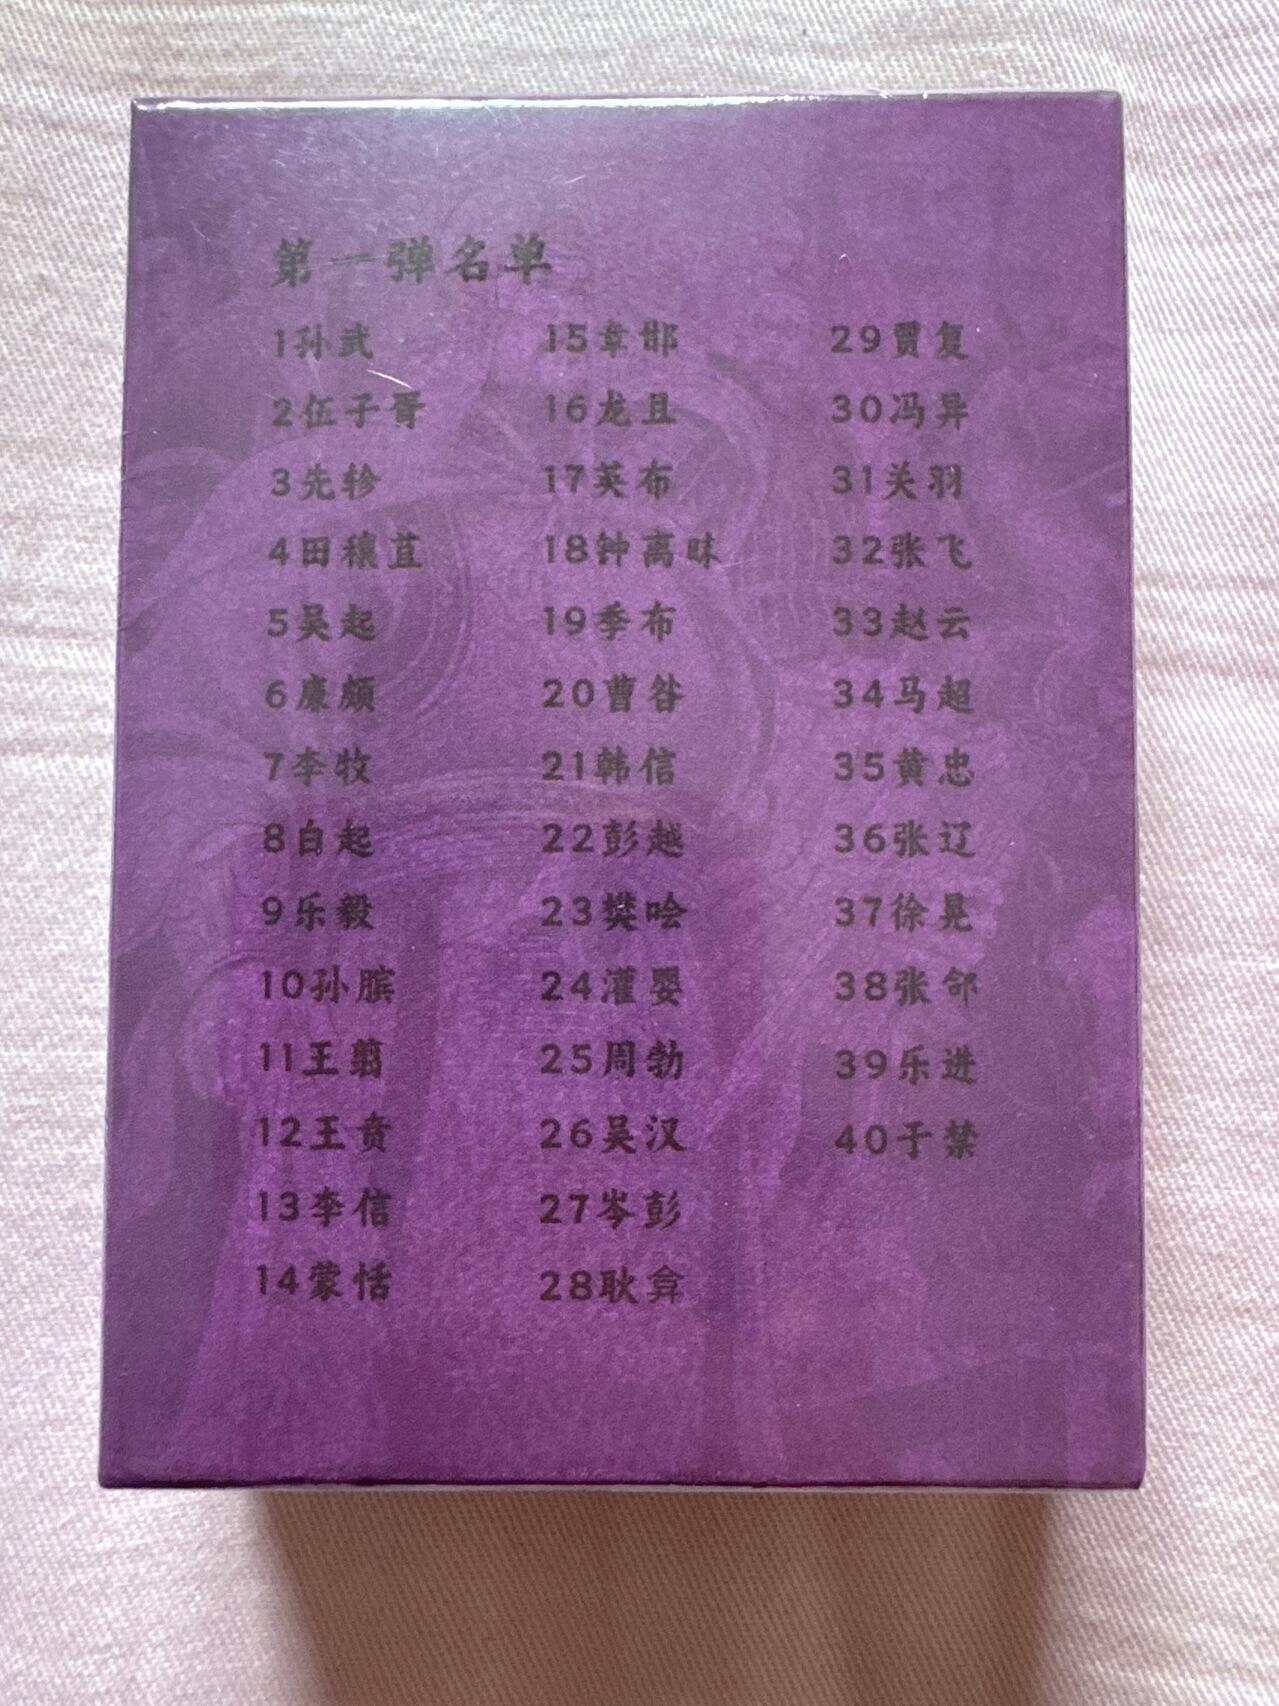 第一弹名单
1孙武
2伍子胥
3先轸
4田穰苴
5吴起
6廉颇
7李牧
8白起
9乐毅
10孙膑
11王翦
12王贲
13李信
14蒙恬
15章邯
16龙且
17英布
18钟离昧
19季布
20曹咎
21韩信
22彭越
23樊哙
24灌婴
25周勃
26吴汉
27岑彭
28耿弇
29贾复
30冯异
31关羽
32张飞
33赵云
34马超
35黄忠
36张辽
37徐晃
38张郃
39乐进
40于禁